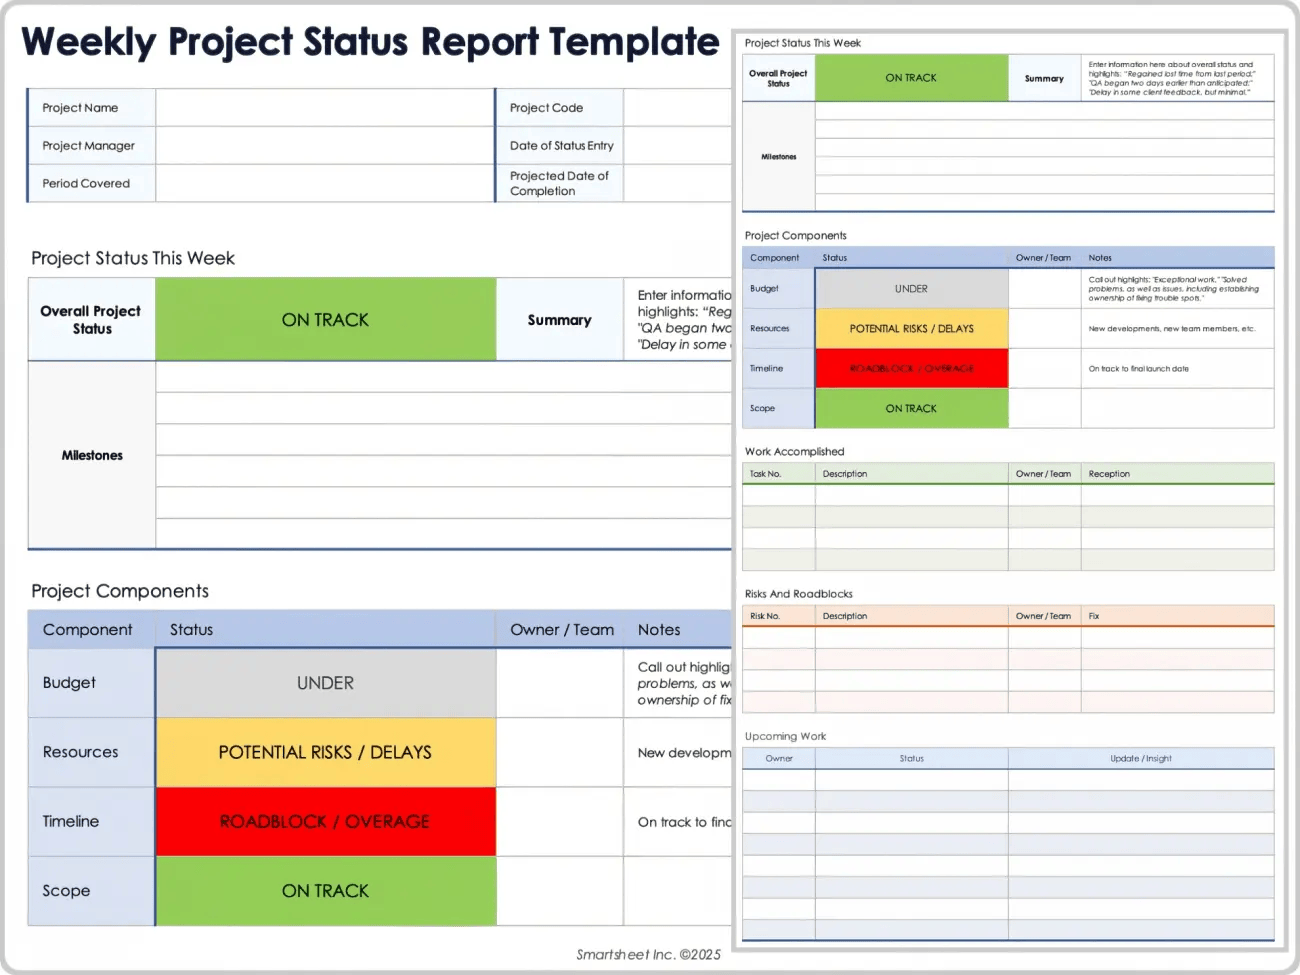 Weekly Project Status Report Template
Project Name
Project Code
Project Manager
Date of Status Entry
Period Covered
Projected Date of
Completion
Project Status This Week
Overall Project
Status
ON TRACK
Summary
Enter informatio
highlights: “Reg
"QA began two
"Delay in some
Milestones
Project Components
Component
Status
Owner / Team
Notes
Budget
UNDER
Call out highlig
problems, as we
ownership of fix
Resources
POTENTIAL RISKS / DELAYS
New developm
Timeline
ROADBLOCK / OVERAGE
On track to final
Scope
ON TRACK
Smartsheet Inc. ©2025
Project Status This Week
Overall Project
Status
ON TRACK
Summary
Enter information here about overall status and
highlights: “Regained lost time from last period;”
"QA began two days earlier than anticipated;"
"Delay in some client feedback, but minimal."
Milestones
Project Components
Component
Status
Owner / Team
Notes
Budget
UNDER
Call out highlights: "Exceptional work," "Solved
problems, as well as issues, including establishing
ownership of fixing trouble spots."
Resources
POTENTIAL RISKS / DELAYS
New developments, new team members, etc.
Timeline
ROADBLOCK / OVERAGE
On track to final launch date
Scope
ON TRACK
Work Accomplished
Task No.
Description
Owner / Team
Reception
Risks And Roadblocks
Risk No.
Description
Owner / Team
Fix
Upcoming Work
Owner
Status
Update / Insight